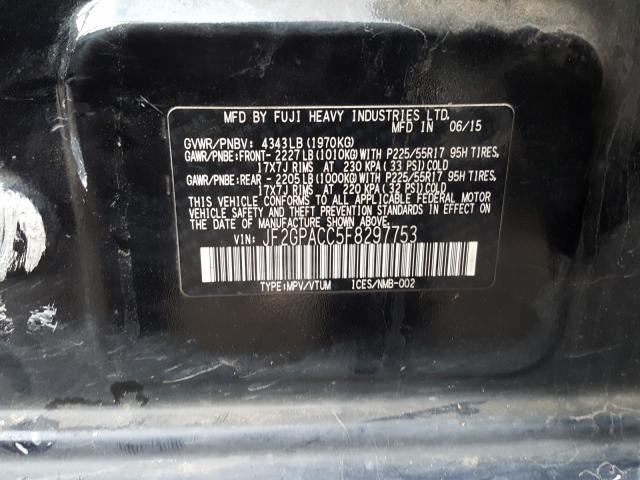 MFD BY FUJI HEAVY INDUSTRIES LTD.
MFD IN 06/15
GVWR/PNBV: 4343LB(1970KG)
GAWR/PNBE:FRONT- 2227LB(1010KG)WITH P225/55R17 95H TIRES,
17X7J RIMS AT 230 KPA(33 PSI)COLD
GAWR/PNBE:REAR - 2205LB(1000KG)WITH P225/55R17 95H TIRES,
17X7J RIMS AT 220 KPA(32 PSI)COLD
THIS VEHICLE CONFORMS TO ALL APPLICABLE FEDERAL MOTOR
VEHICLE SAFETY AND BUMPER STANDARDS IN EFFECT ON
THE DATE OF MANUFACTURE SHOWN ABOVE.
VIN: JF2GPACC5F8297753
TYPE:MPV/VTUM ICES/NMB-002